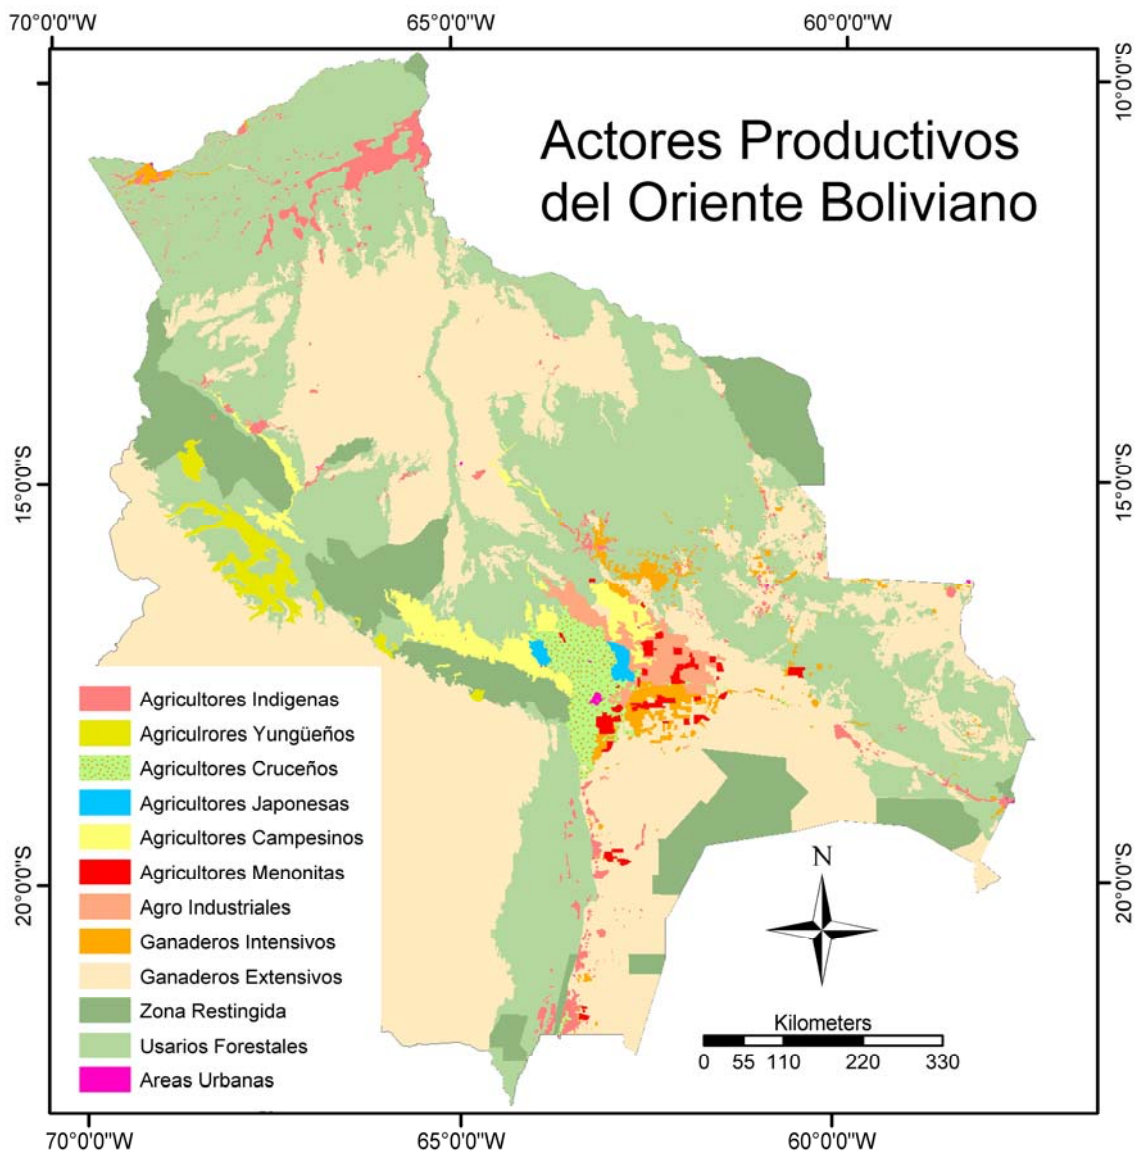 70°0'0"W 65°0'0"W 60°0'0"W
10°0'0"S
Actores Productivos
del Oriente Boliviano
15°0'0"S 15°0'0"S
Agricultores Indigenas
Agriculrores Yungüeños
Agricultores Cruceños
Agricultores Japonesas
Agricultores Campesinos
Agricultores Menonitas
Agro Industriales
Ganaderos Intensivos
Ganaderos Extensivos
Zona Restingida
Usarios Forestales
Areas Urbanas
20°0'0"S 20°0'0"S
N
Kilometers
0 55 110 220 330
70°0'0"W 65°0'0"W 60°0'0"W